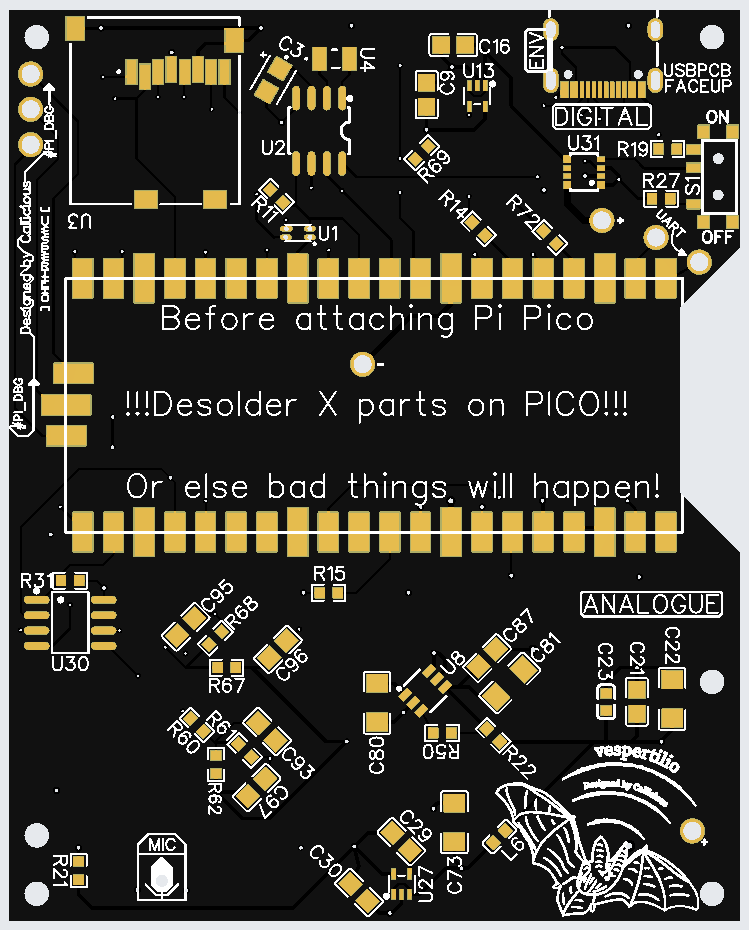 C3
U4
C16
ENV
USBPCB
FACEUP
U13
C9
#PI_DBG
DIGITAL
ON
U2
U31
R19
R69
R27
S1
R11
R14
R72
UART
U3
U1
+
OFF
Designed by Callicious
Before attaching Pi Pico
-
!!!Desolder X parts on PICO!!!
#PI_DBG
Or else bad things will happen!
R31
R15
C95
ANALOGUE
R68
C87
C81
U30
C96
U8
C23
C21
C22
R67
R60
R61
C93
C80
R50
R22
vespertilio
R62
C97
Designed by Callicious
C29
L6
+
MIC
R21
C30
U27
C73